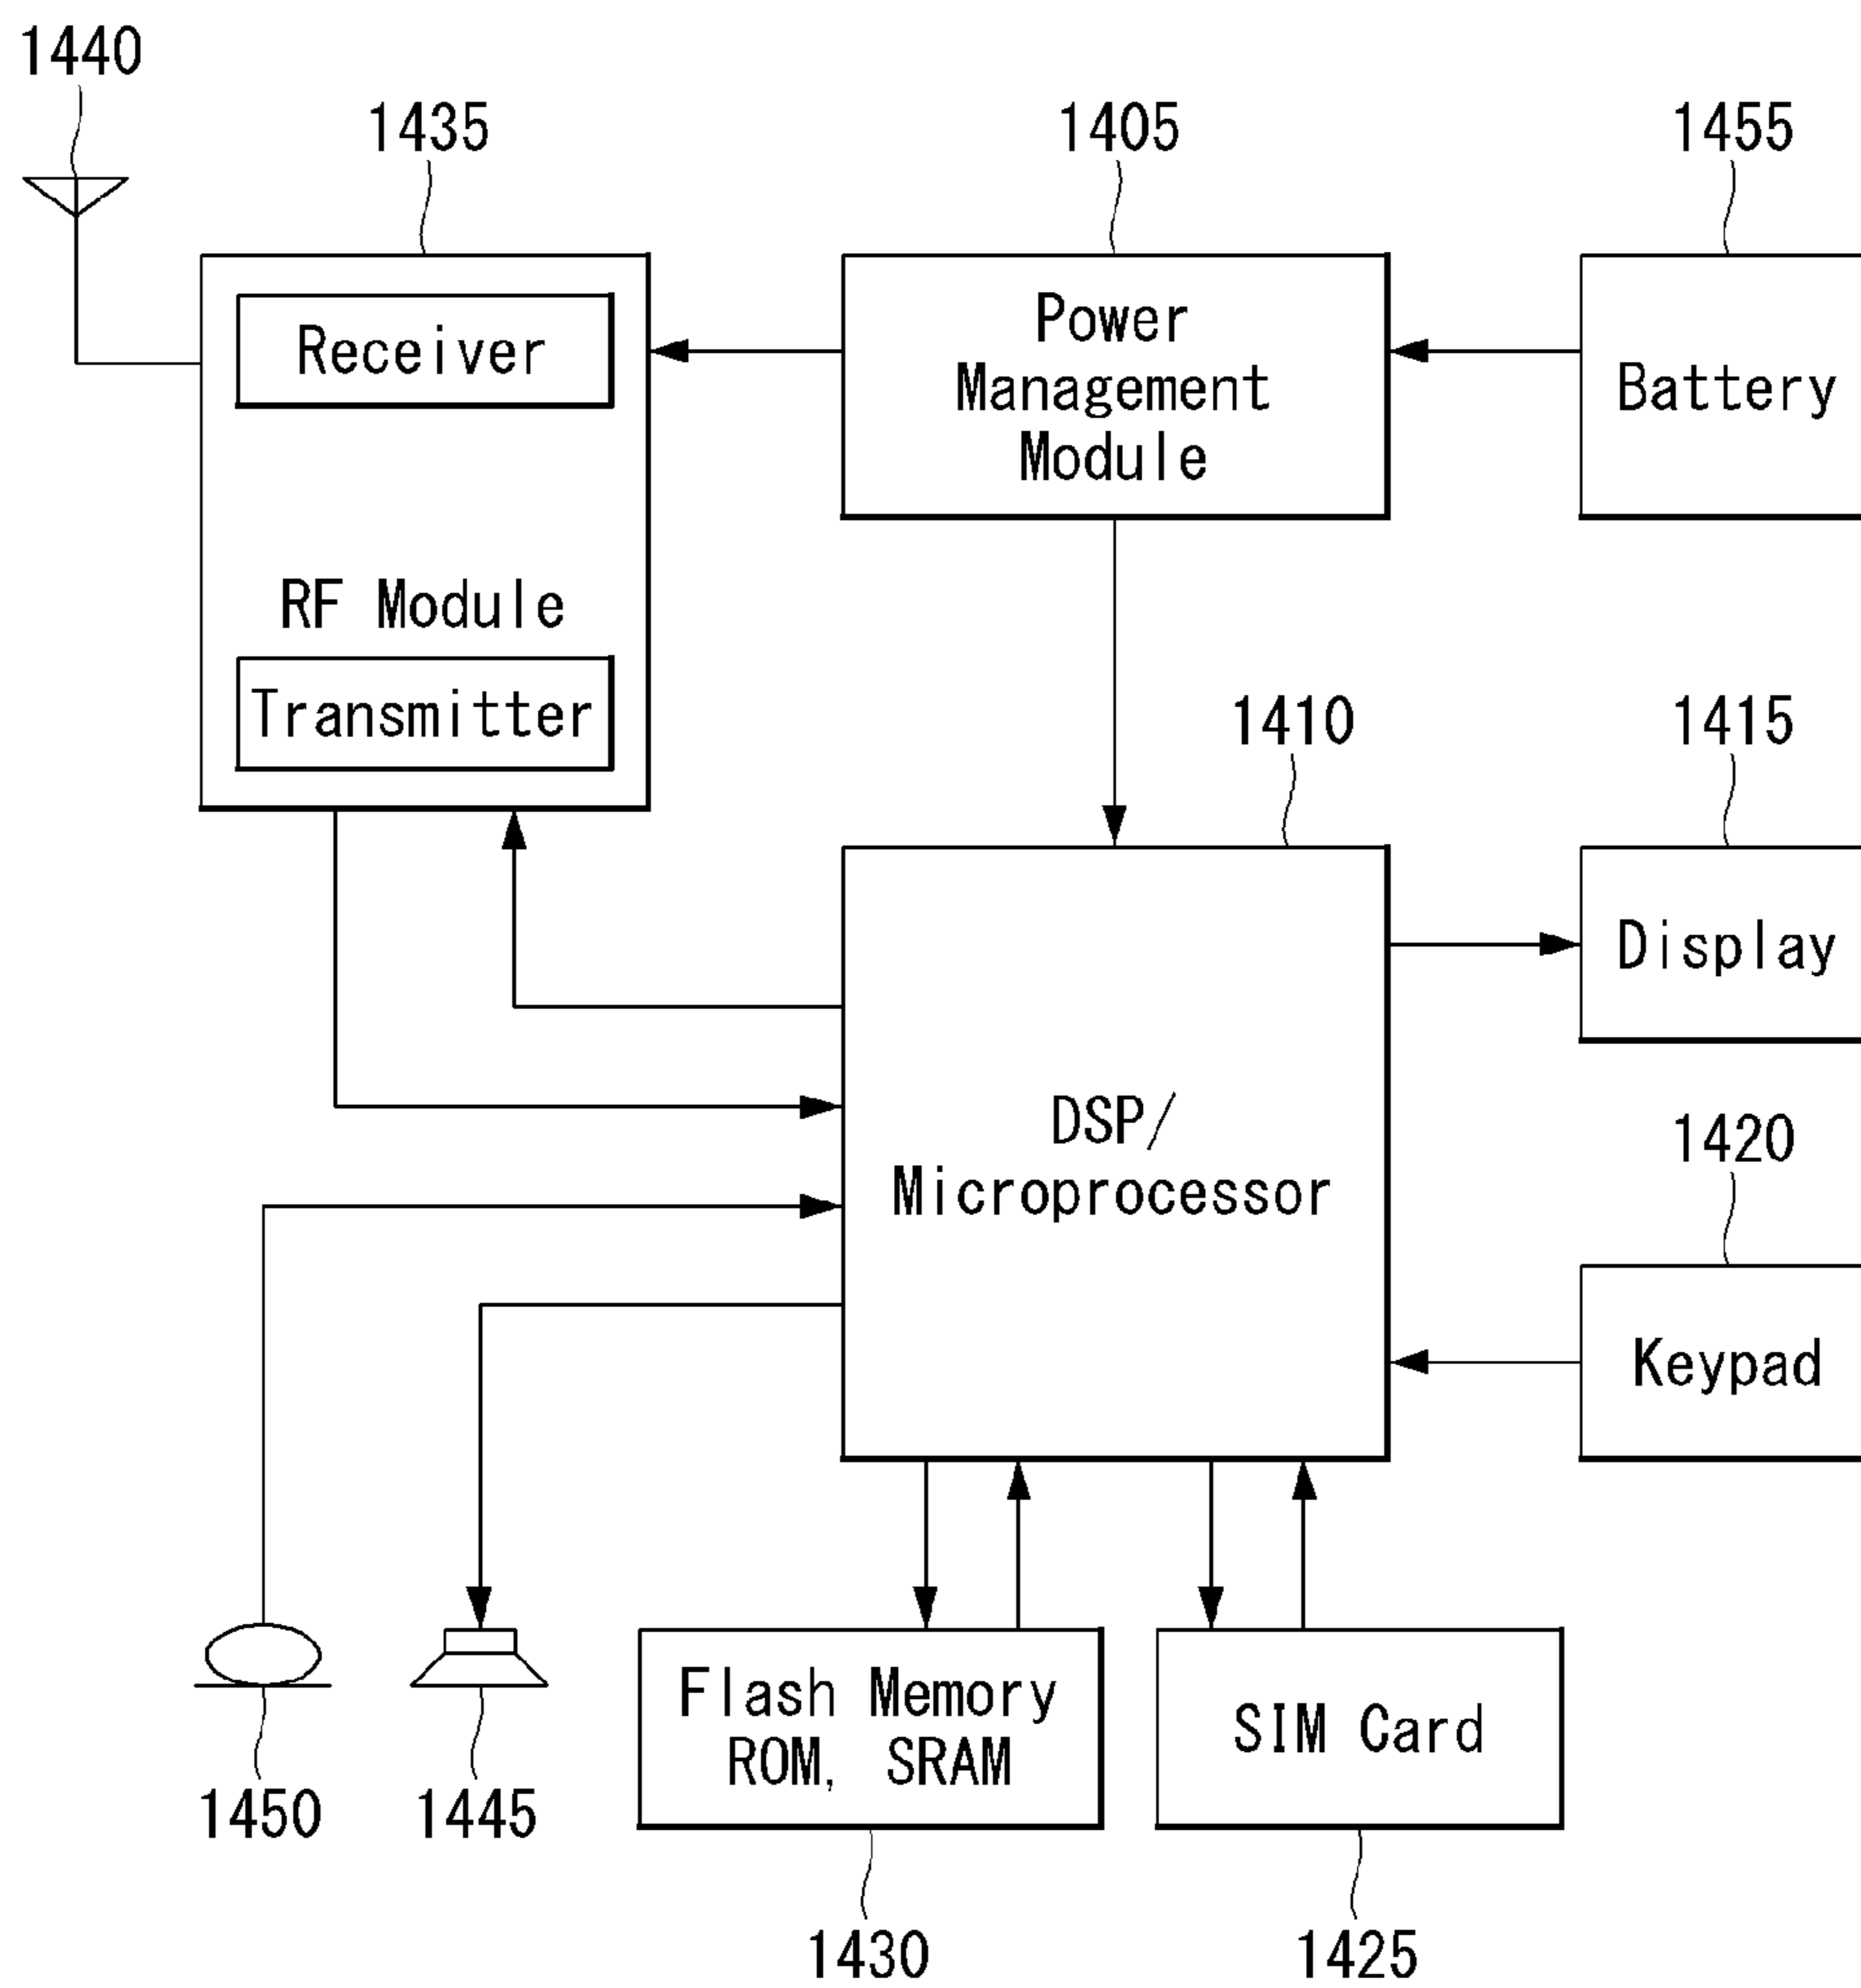 1440
1435
1405
1455
Receiver
RF Module
Transmitter
Power
Management
Module
Battery
1410
1415
Display
DSP/
Microprocessor
1420
Keypad
1450
1445
Flash Memory
ROM, SRAM
SIM Card
1430
1425